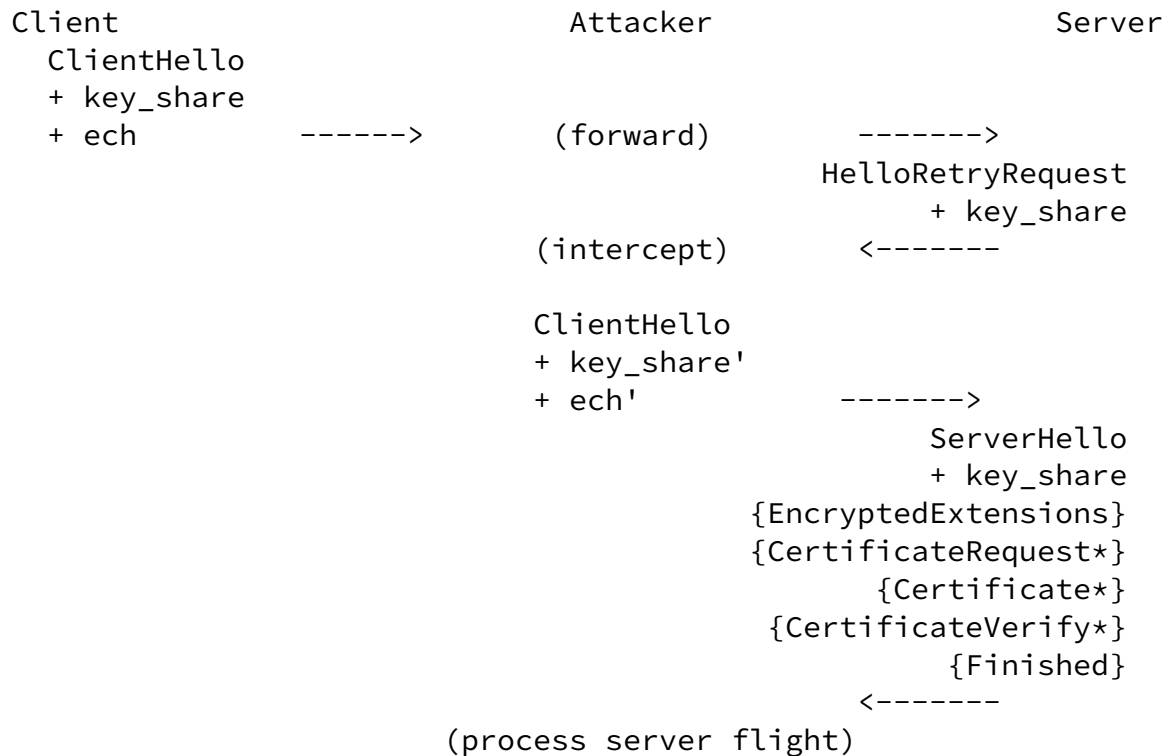 Client Attacker Server
ClientHello
+ key_share
+ ech ------> (forward) ------->
HelloRetryRequest
+ key_share
(intercept) <-------
ClientHello
+ key_share'
+ ech' ------->
ServerHello
+ key_share
{EncryptedExtensions}
{CertificateRequest*}
{Certificate*}
{CertificateVerify*}
{Finished}
<-------
(process server flight)